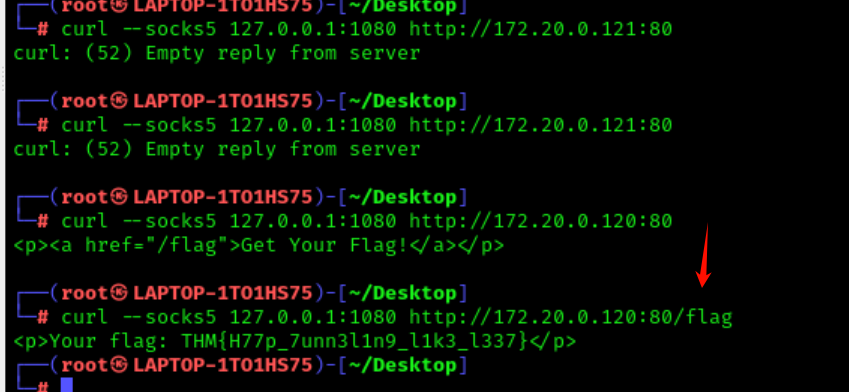 ┌──(root㉿LAPTOP-1TO1HS75)-[~/Desktop]
└─# curl --socks5 127.0.0.1:1080 http://172.20.0.121:80
curl: (52) Empty reply from server
┌──(root㉿LAPTOP-1TO1HS75)-[~/Desktop]
└─# curl --socks5 127.0.0.1:1080 http://172.20.0.121:80
curl: (52) Empty reply from server
┌──(root㉿LAPTOP-1TO1HS75)-[~/Desktop]
└─# curl --socks5 127.0.0.1:1080 http://172.20.0.120:80
<p><a href="/flag">Get Your Flag!</a></p>
┌──(root㉿LAPTOP-1TO1HS75)-[~/Desktop]
└─# curl --socks5 127.0.0.1:1080 http://172.20.0.120:80/flag
<p>Your flag: THM{H77p_7unn3l1n9_l1k3_l337}</p>
┌──(root㉿LAPTOP-1TO1HS75)-[~/Desktop]
└─#